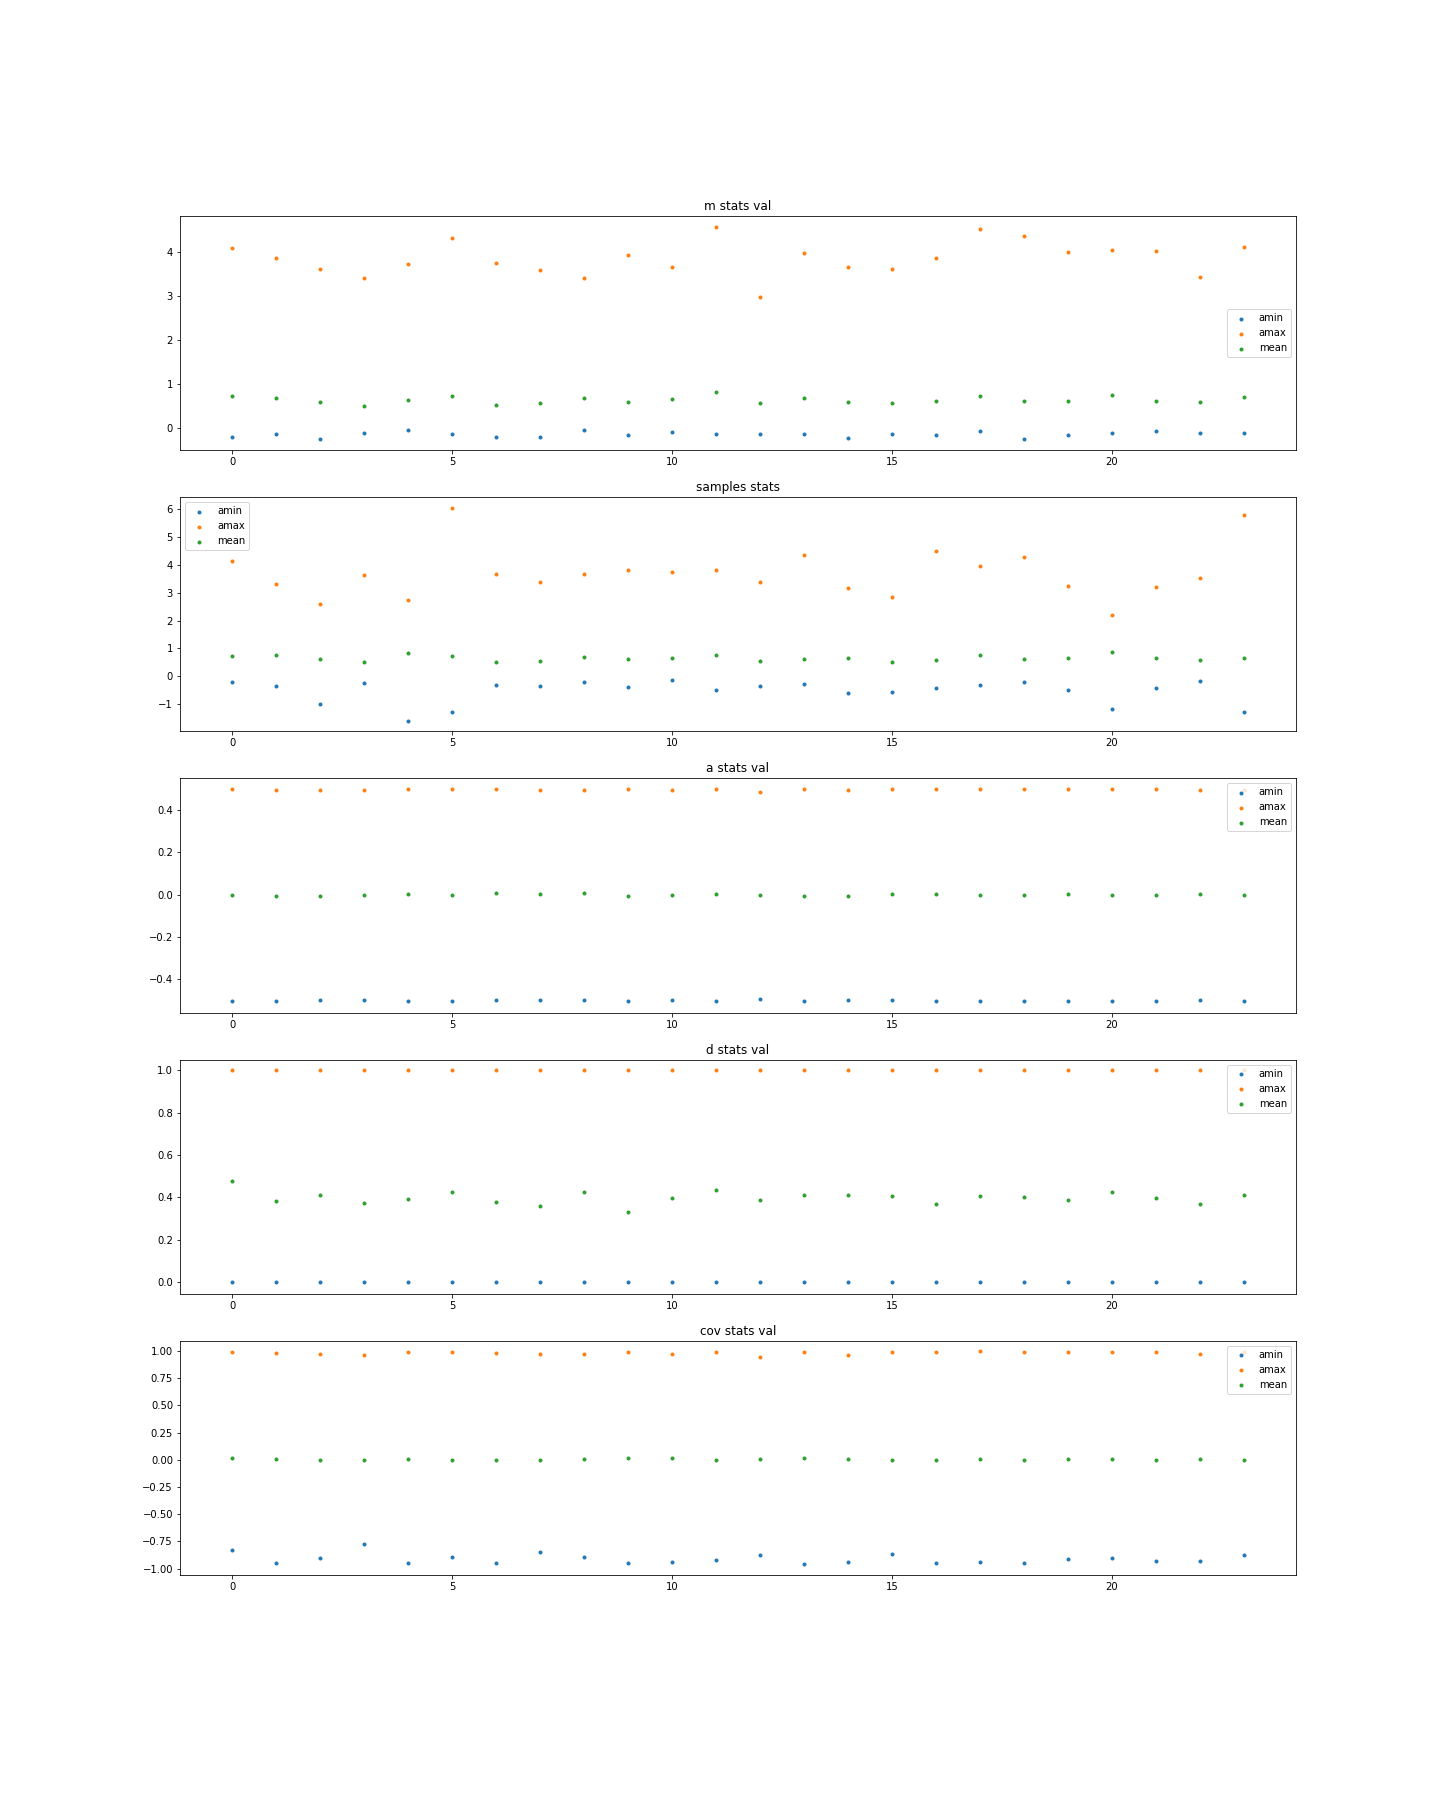 m stats val
4
3
2
1
0
amin
amax
mean
0 5 10 15 20
samples stats
6
5
4
3
2
1
0
−1
amin
amax
mean
0 5 10 15 20
a stats val
0.4
0.2
0.0
−0.2
−0.4
amin
amax
mean
0 5 10 15 20
d stats val
1.0
0.8
0.6
0.4
0.2
0.0
amin
amax
mean
0 5 10 15 20
cov stats val
1.00
0.75
0.50
0.25
0.00
−0.25
−0.50
−0.75
−1.00
amin
amax
mean
0 5 10 15 20